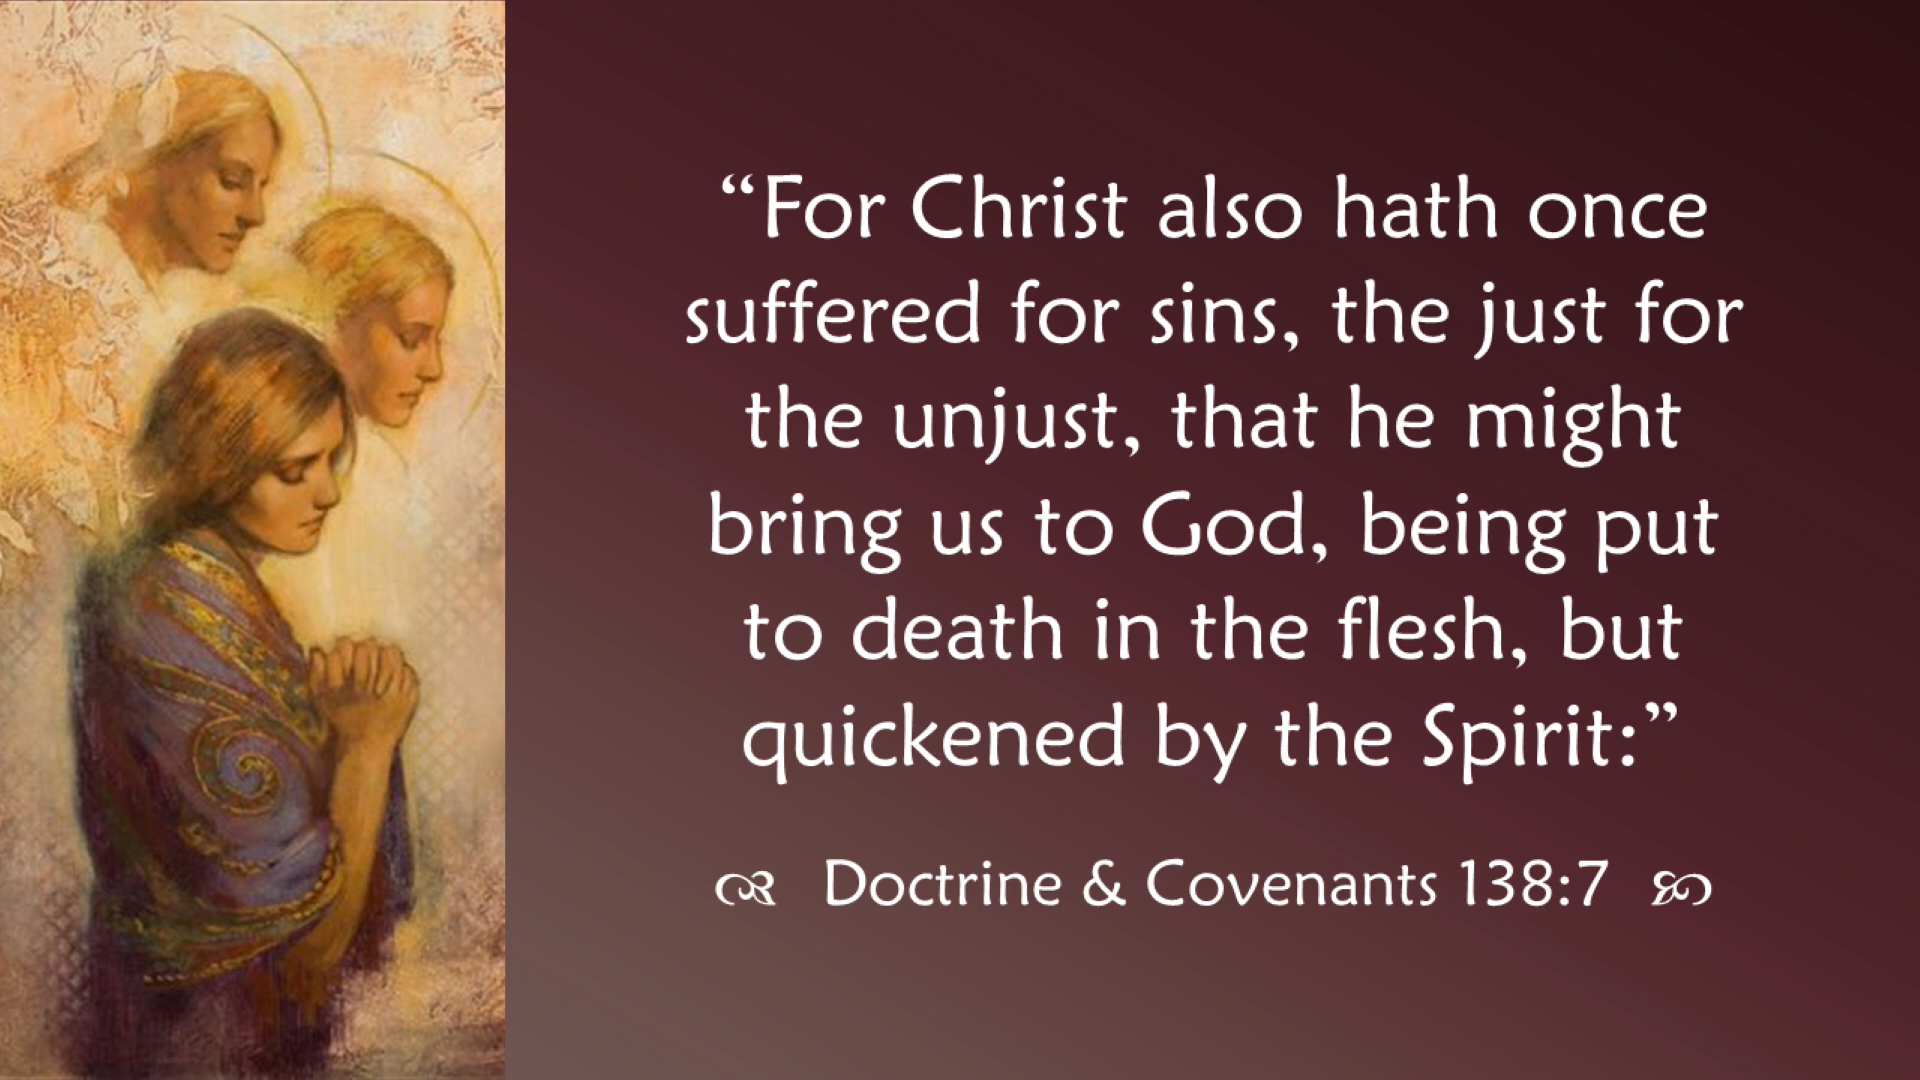 “For Christ also hath once
suffered for sins, the just for
the unjust, that he might
bring us to God, being put
to death in the flesh, but
quickened by the Spirit:”
Doctrine & Covenants 138:7